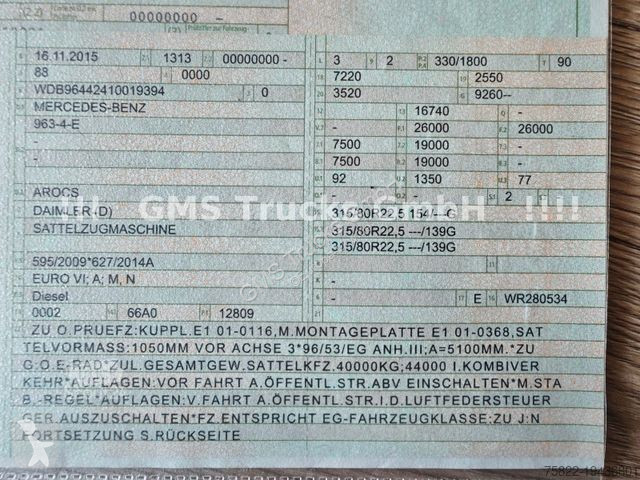 00000000 -
16.11.2015 1313 00000000 - 3 2 330/1800 90
88 0000 7220 2550
WDB96442410019394 0 3520 9260--
MERCEDES-BENZ 16740 -
963-4-E - 26000 26000
- 7500 19000 -
- 7500 19000 -
92 1350 77
AROCS - - 2
DAIMLER (D) 315/80R22,5 154/---G
SATTELZUGMASCHINE 315/80R22,5 ---/139G
315/80R22,5 ---/139G
!!! GMS Trucks GmbH !!!!
595/2009*627/2014A -
EURO VI; A; M, N -
Diesel - E WR280534
0002 66A0 12809
ZU O.PRUEFZ:KUPPL.E1 01-0116,M.MONTAGEPLATTE E1 01-0368,SAT
TELVORMASS:1050MM VOR ACHSE 3*96/53/EG ANH.III;A=5100MM.*ZU
G:O.E-RAD*ZUL.GESAMTGEW.SATTELKFZ.40000KG;44000 I.KOMBIVER
KEHR*AUFLAGEN:VOR FAHRT A.ÖFFENTL.STR.ABV EINSCHALTEN*M.STA
B.-REGEL*AUFLAGEN:V.FAHRT A.ÖFFENTL.STR.I.D.LUFTFEDERSTEUER
GER.AUSZUSCHALTEN*FZ.ENTSPRICHT EG-FAHRZEUGKLASSE:ZU J:N
FORTSETZUNG S.RÜCKSEITE